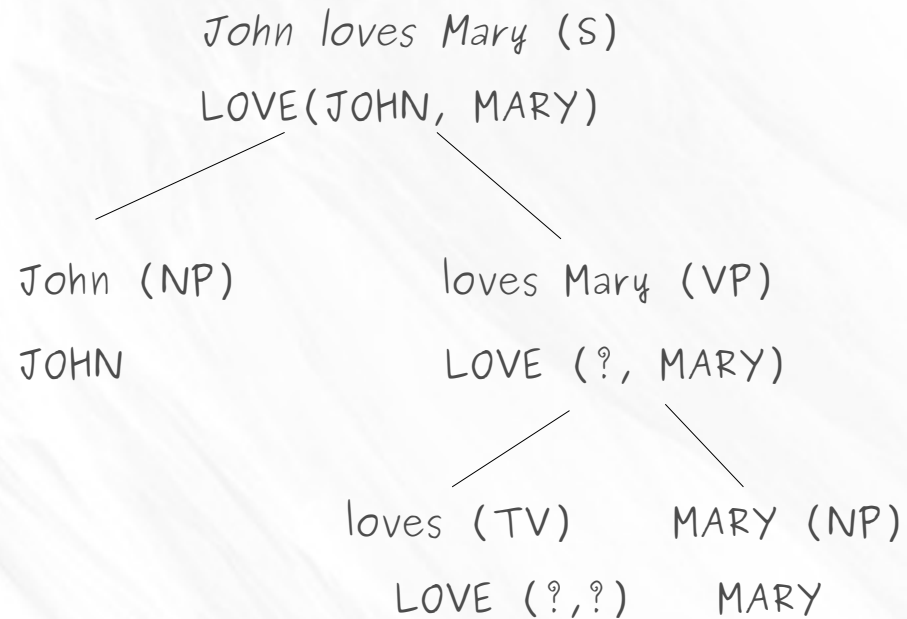 John loves Mary (S)
LOVE(JOHN, MARY)
John (NP)
JOHN
loves Mary (VP)
LOVE (?, MARY)
loves (TV)
LOVE (?,?)
MARY (NP)
MARY